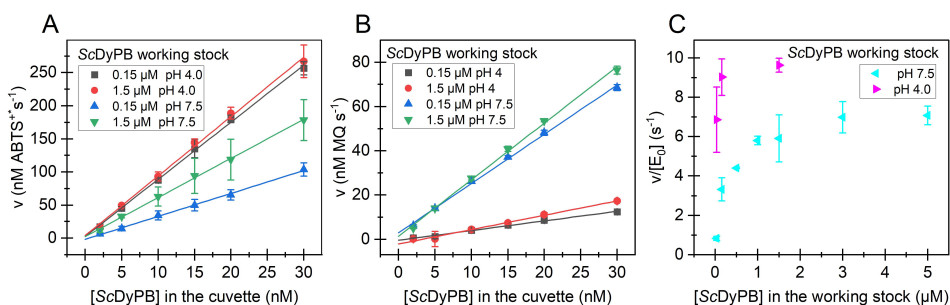 A
ScDyPB working stock
0.15 µM pH 4.0
1.5 µM pH 4.0
0.15 µM pH 7.5
1.5 µM pH 7.5
v (nM ABTS⁺•s⁻¹)
250
200
150
100
50
0
0 5 10 15 20 25 30
[ScDyPB] in the cuvette (nM)
B
ScDyPB working stock
0.15 µM pH 4
1.5 µM pH 4
0.15 µM pH 7.5
1.5 µM pH 7.5
v (nM MQ s⁻¹)
80
60
40
20
0
0 5 10 15 20 25 30
[ScDyPB] in the cuvette (nM)
C
ScDyPB working stock
pH 7.5
pH 4.0
v/[E₀] (s⁻¹)
10
8
6
4
2
0
0 1 2 3 4 5
[ScDyPB] in the working stock (µM)